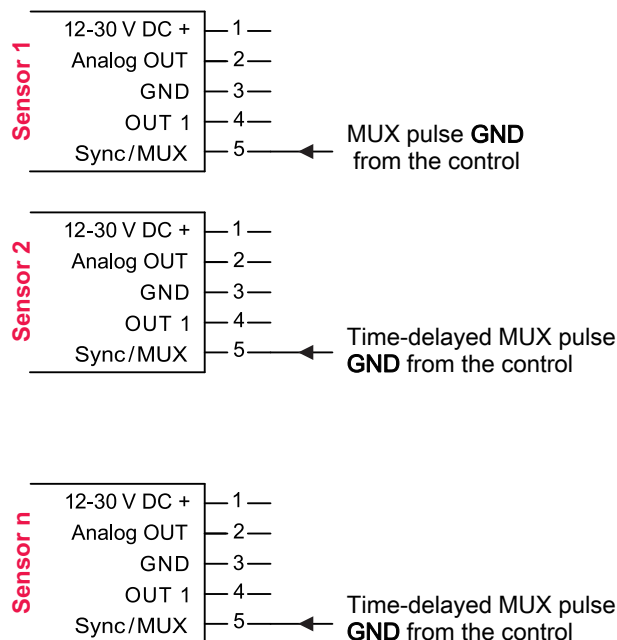 Sensor 1
12-30 V DC + 1
Analog OUT 2
GND 3
OUT 1 4
Sync/MUX 5
MUX pulse GND
from the control
Sensor 2
12-30 V DC + 1
Analog OUT 2
GND 3
OUT 1 4
Sync/MUX 5
Time-delayed MUX pulse
GND from the control
Sensor n
12-30 V DC + 1
Analog OUT 2
GND 3
OUT 1 4
Sync/MUX 5
Time-delayed MUX pulse
GND from the control